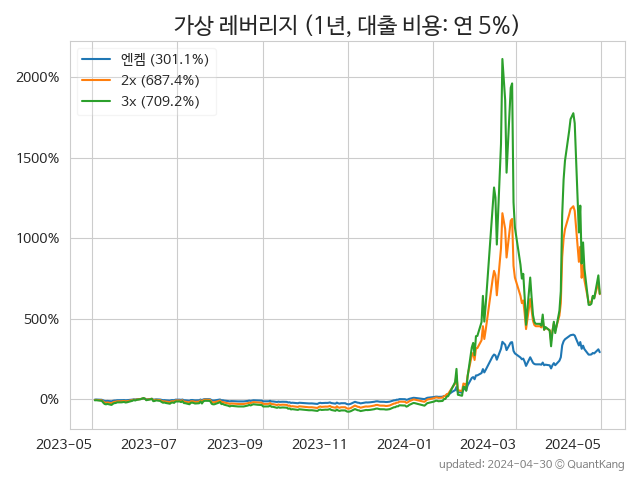 가상 레버리지 (1년, 대출 비용: 연 5%)
엔켐 (301.1%)
2x (687.4%)
3x (709.2%)
2000%
1500%
1000%
500%
0%
2023-05 2023-07 2023-09 2023-11 2024-01 2024-03 2024-05
updated: 2024-04-30 © QuantKang